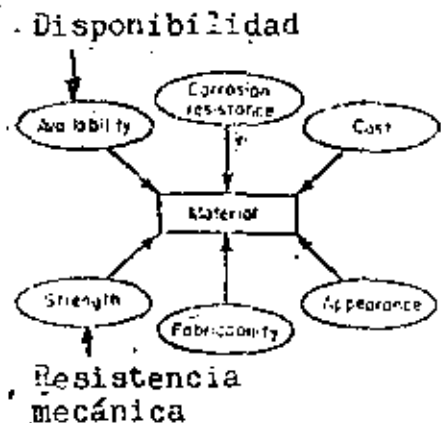 Disponibilidad
Availability
Corrosion
resistance
Cost
Material
Strength
Fabricability
Appearance
Resistencia
mecánica